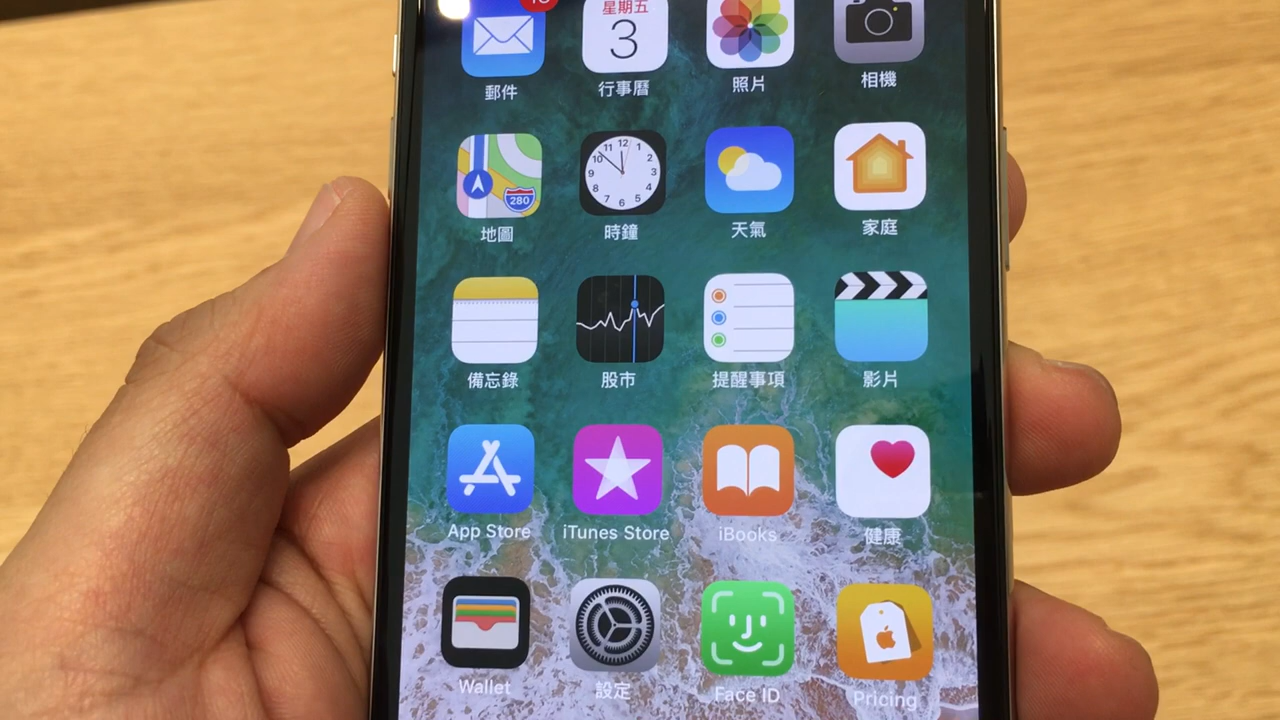 星期五
3
郵件
行事曆
照片
相機
280
地圖
時鐘
天氣
家庭
備忘錄
股市
提醒事項
影片
App Store
iTunes Store
iBooks
健康
Wallet
設定
Face ID
Pricing